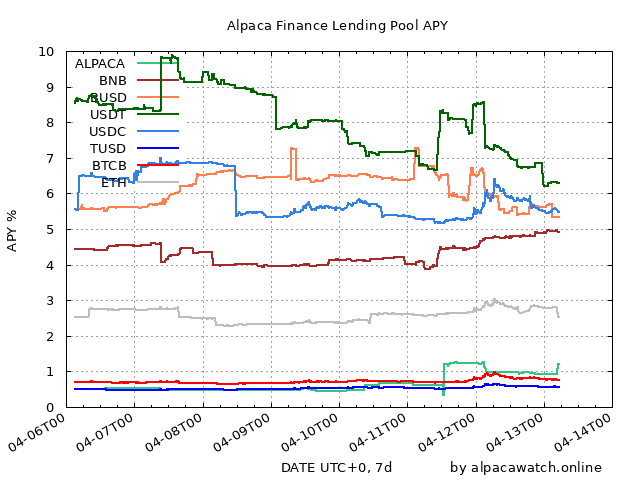 Alpaca Finance Lending Pool APY
10
9
8
7
6
5
4
3
2
1
0
APY %
ALPACA
BNB
BUSD
USDT
USDC
TUSD
BTCB
ETH
04-06T00
04-07T00
04-08T00
04-09T00
04-10T00
04-11T00
04-12T00
04-13T00
04-14T00
DATE UTC+0, 7d
by alpacawatch.online